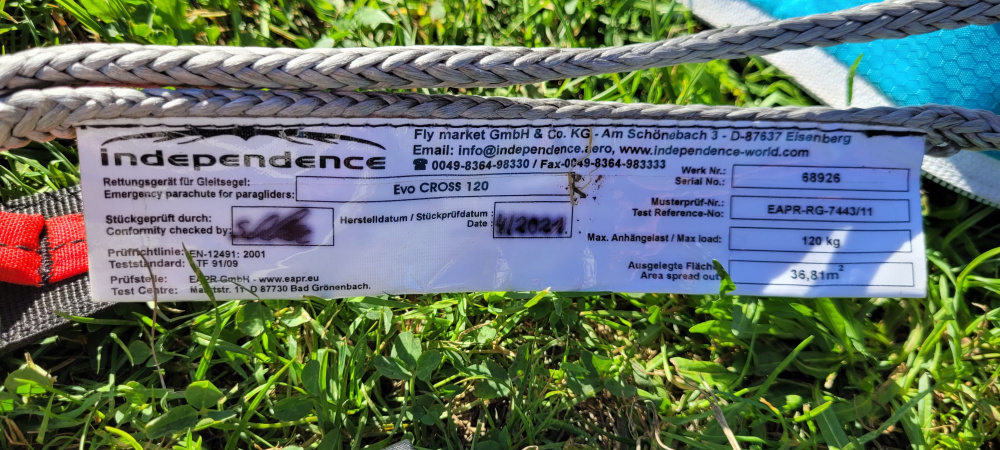 independence
Fly market GmbH & Co. KG - Am Schönebach 3 - D-87637 Eisenberg
Email: info@independence.aero, www.independence-world.com
☎ 0049-8364-98330 / Fax-0049-8364-983333
Rettungsgerät für Gleitsegel:
Emergency parachute for paragliders:
Evo CROSS 120
Werk Nr.:
Serial No.:
68926
Stückgeprüft durch:
Conformity checked by:
Herstelldatum / Stückprüfdatum :
Date :
4/2021.
Musterprüf-Nr.:
Test Reference-No:
EAPR-RG-7443/11
Max. Anhängelast / Max load:
120 kg
Prüfrichtlinie: EN-12491: 2001
Teststandard: LTF 91/09
Ausgelegte Fläche
Area spread out:
36,81m²
Prüfstelle: EAPR GmbH - www.eapr.eu
Test Centre: 17 D 87730 Bad Grönenbach.